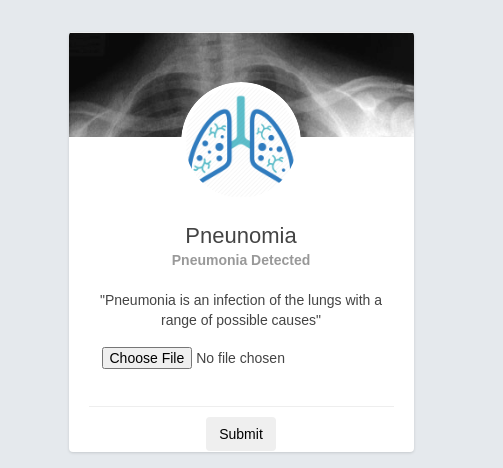 Pneunomia
Pneumonia Detected
"Pneumonia is an infection of the lungs with a
range of possible causes"
Choose File No file chosen
Submit